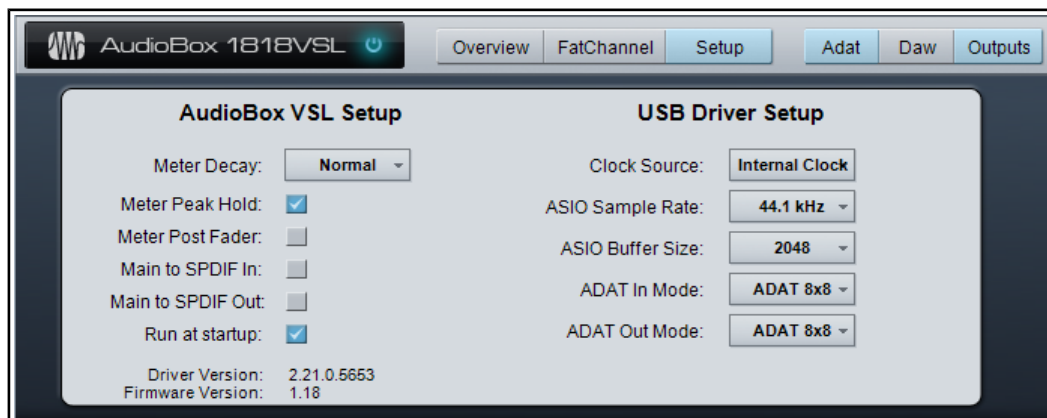 AudioBox 1818VSL
Overview FatChannel Setup Adat Daw Outputs
AudioBox VSL Setup
Meter Decay: Normal
Meter Peak Hold:
Meter Post Fader:
Main to SPDIF In:
Main to SPDIF Out:
Run at startup:
Driver Version: 2.21.0.5653
Firmware Version: 1.18
USB Driver Setup
Clock Source: Internal Clock
ASIO Sample Rate: 44.1 kHz
ASIO Buffer Size: 2048
ADAT In Mode: ADAT 8x8
ADAT Out Mode: ADAT 8x8